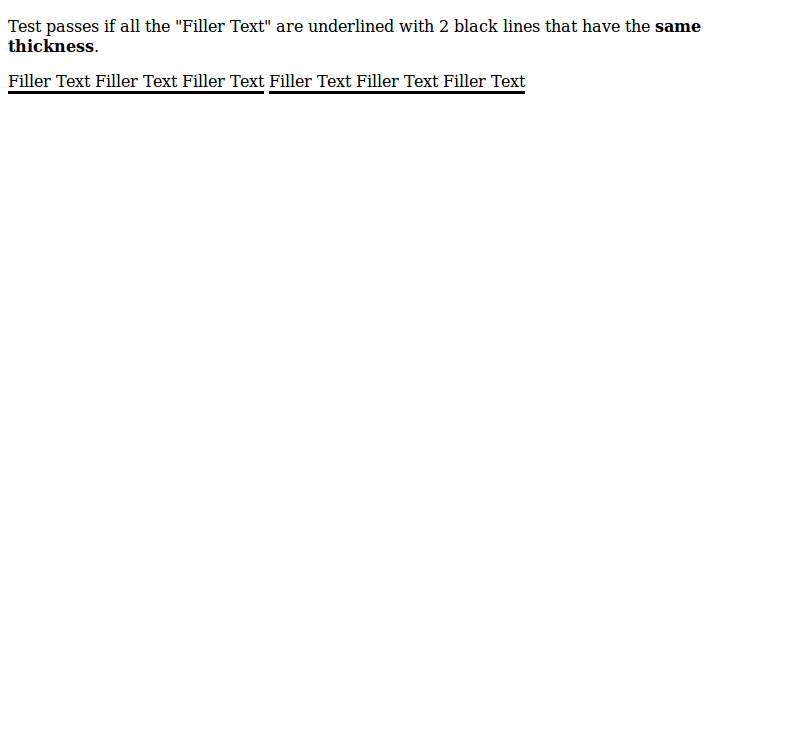 Test passes if all the "Filler Text" are underlined with 2 black lines that have the same
thickness.
Filler Text Filler Text Filler Text Filler Text Filler Text Filler Text